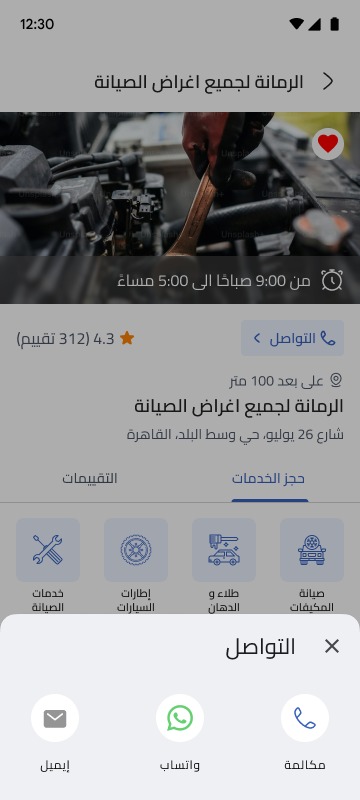 12:30
الرمانة لجميع اغراض الصيانة
من 9:00 صباحًا الى 5:00 مساءً
التواصل
4.3 (312 تقييم)
على بعد 100 متر
الرمانة لجميع اغراض الصيانة
شارع 26 يوليو، حي وسط البلد، القاهرة
حجز الخدمات
التقييمات
صيانة
المكيفات
طلاء و
الدهان
إطارات
السيارات
خدمات
الصيانة
التواصل
مكالمة
واتساب
إيميل